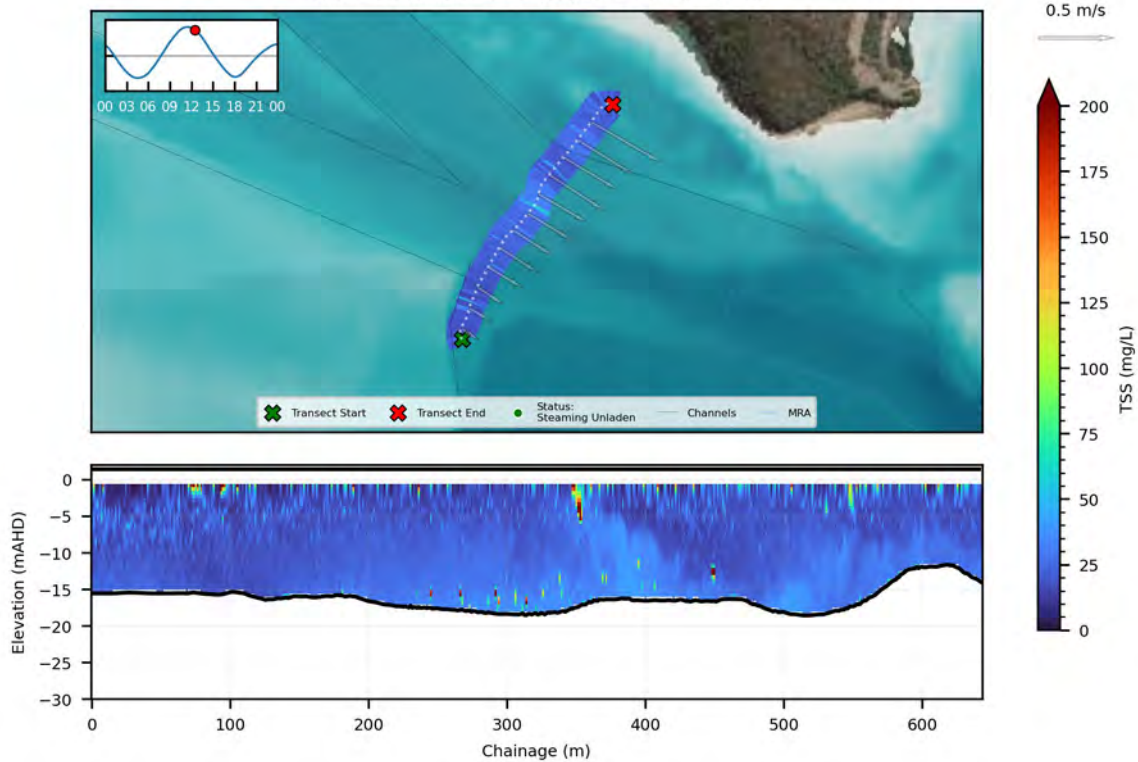 0.5 m/s
00 03 06 09 12 15 18 21 00
Transect Start
Transect End
Status:
Steaming Unladen
Channels
MRA
200
175
150
125
100
75
50
25
0
TSS (mg/L)
0
−5
−10
−15
−20
−25
−30
Elevation (mAHD)
0 100 200 300 400 500 600
Chainage (m)